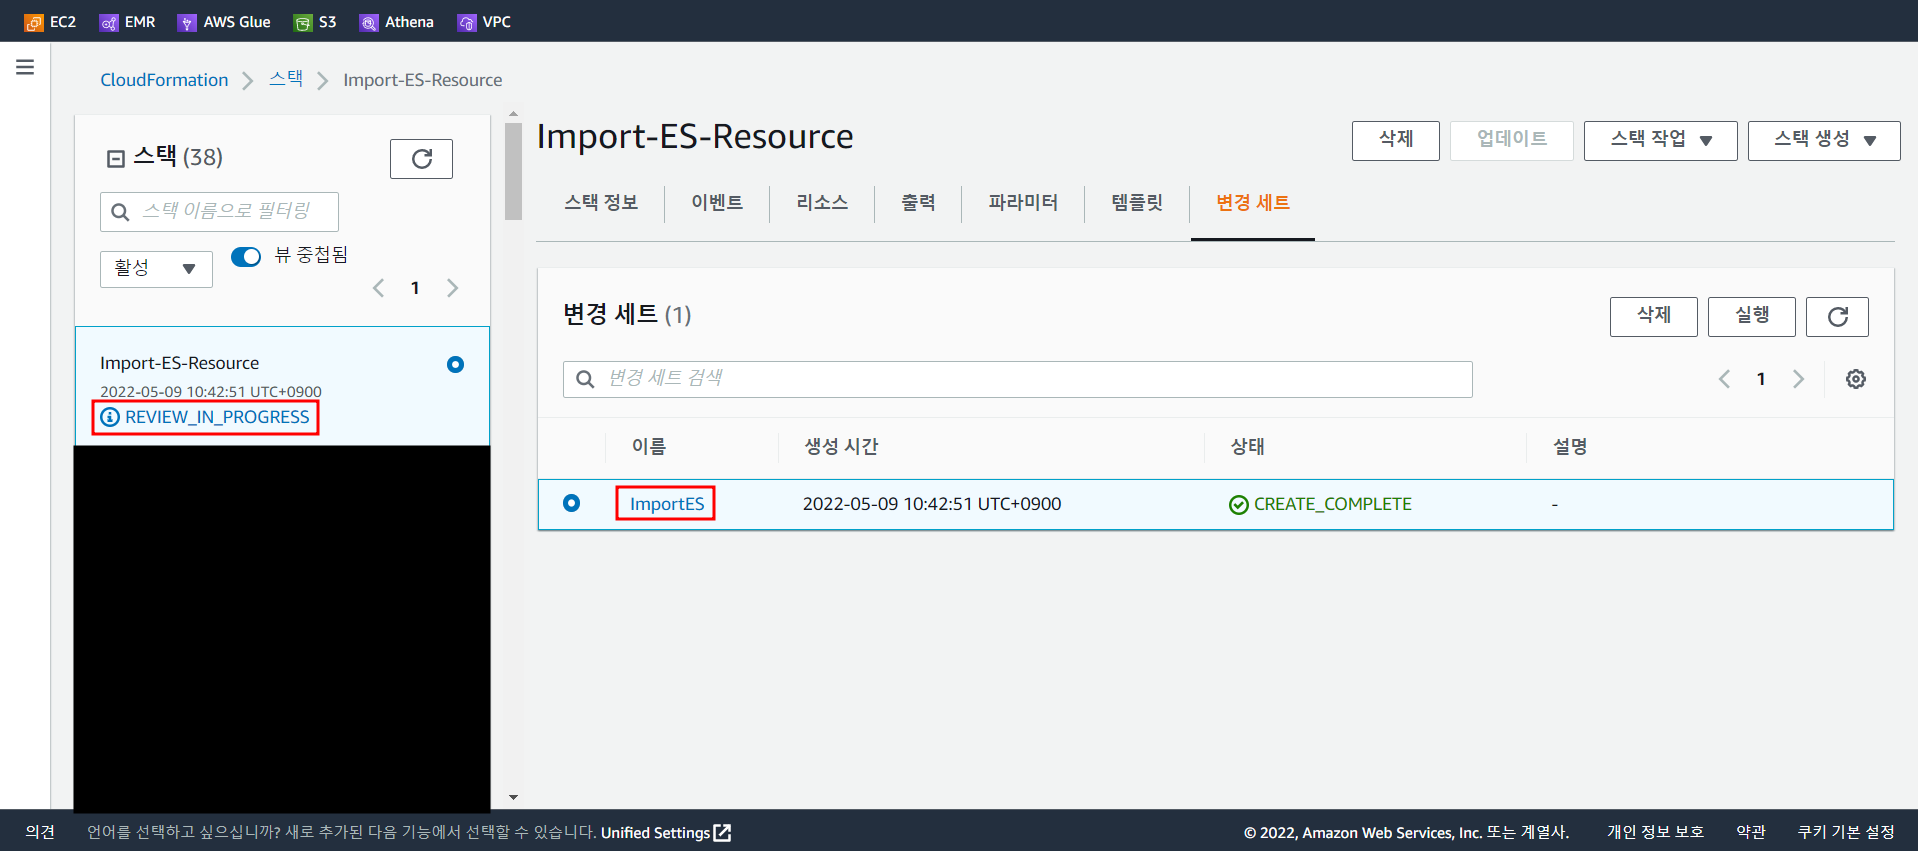 EC2 EMR AWS Glue S3 Athena VPC
CloudFormation 스택 Import-ES-Resource
스택 (38)
스택 이름으로 필터링
활성
뷰 중첩됨
1
Import-ES-Resource
2022-05-09 10:42:51 UTC+0900
REVIEW_IN_PROGRESS
Import-ES-Resource
삭제 업데이트 스택 작업 스택 생성
스택 정보 이벤트 리소스 출력 파라미터 템플릿 변경 세트
변경 세트 (1)
삭제 실행
변경 세트 검색
1
이름 생성 시간 상태 설명
ImportES 2022-05-09 10:42:51 UTC+0900 CREATE_COMPLETE -
의견 언어를 선택하고 싶으십니까? 새로 추가된 다음 기능에서 선택할 수 있습니다. Unified Settings © 2022, Amazon Web Services, Inc. 또는 계열사. 개인 정보 보호 약관 쿠키 기본 설정